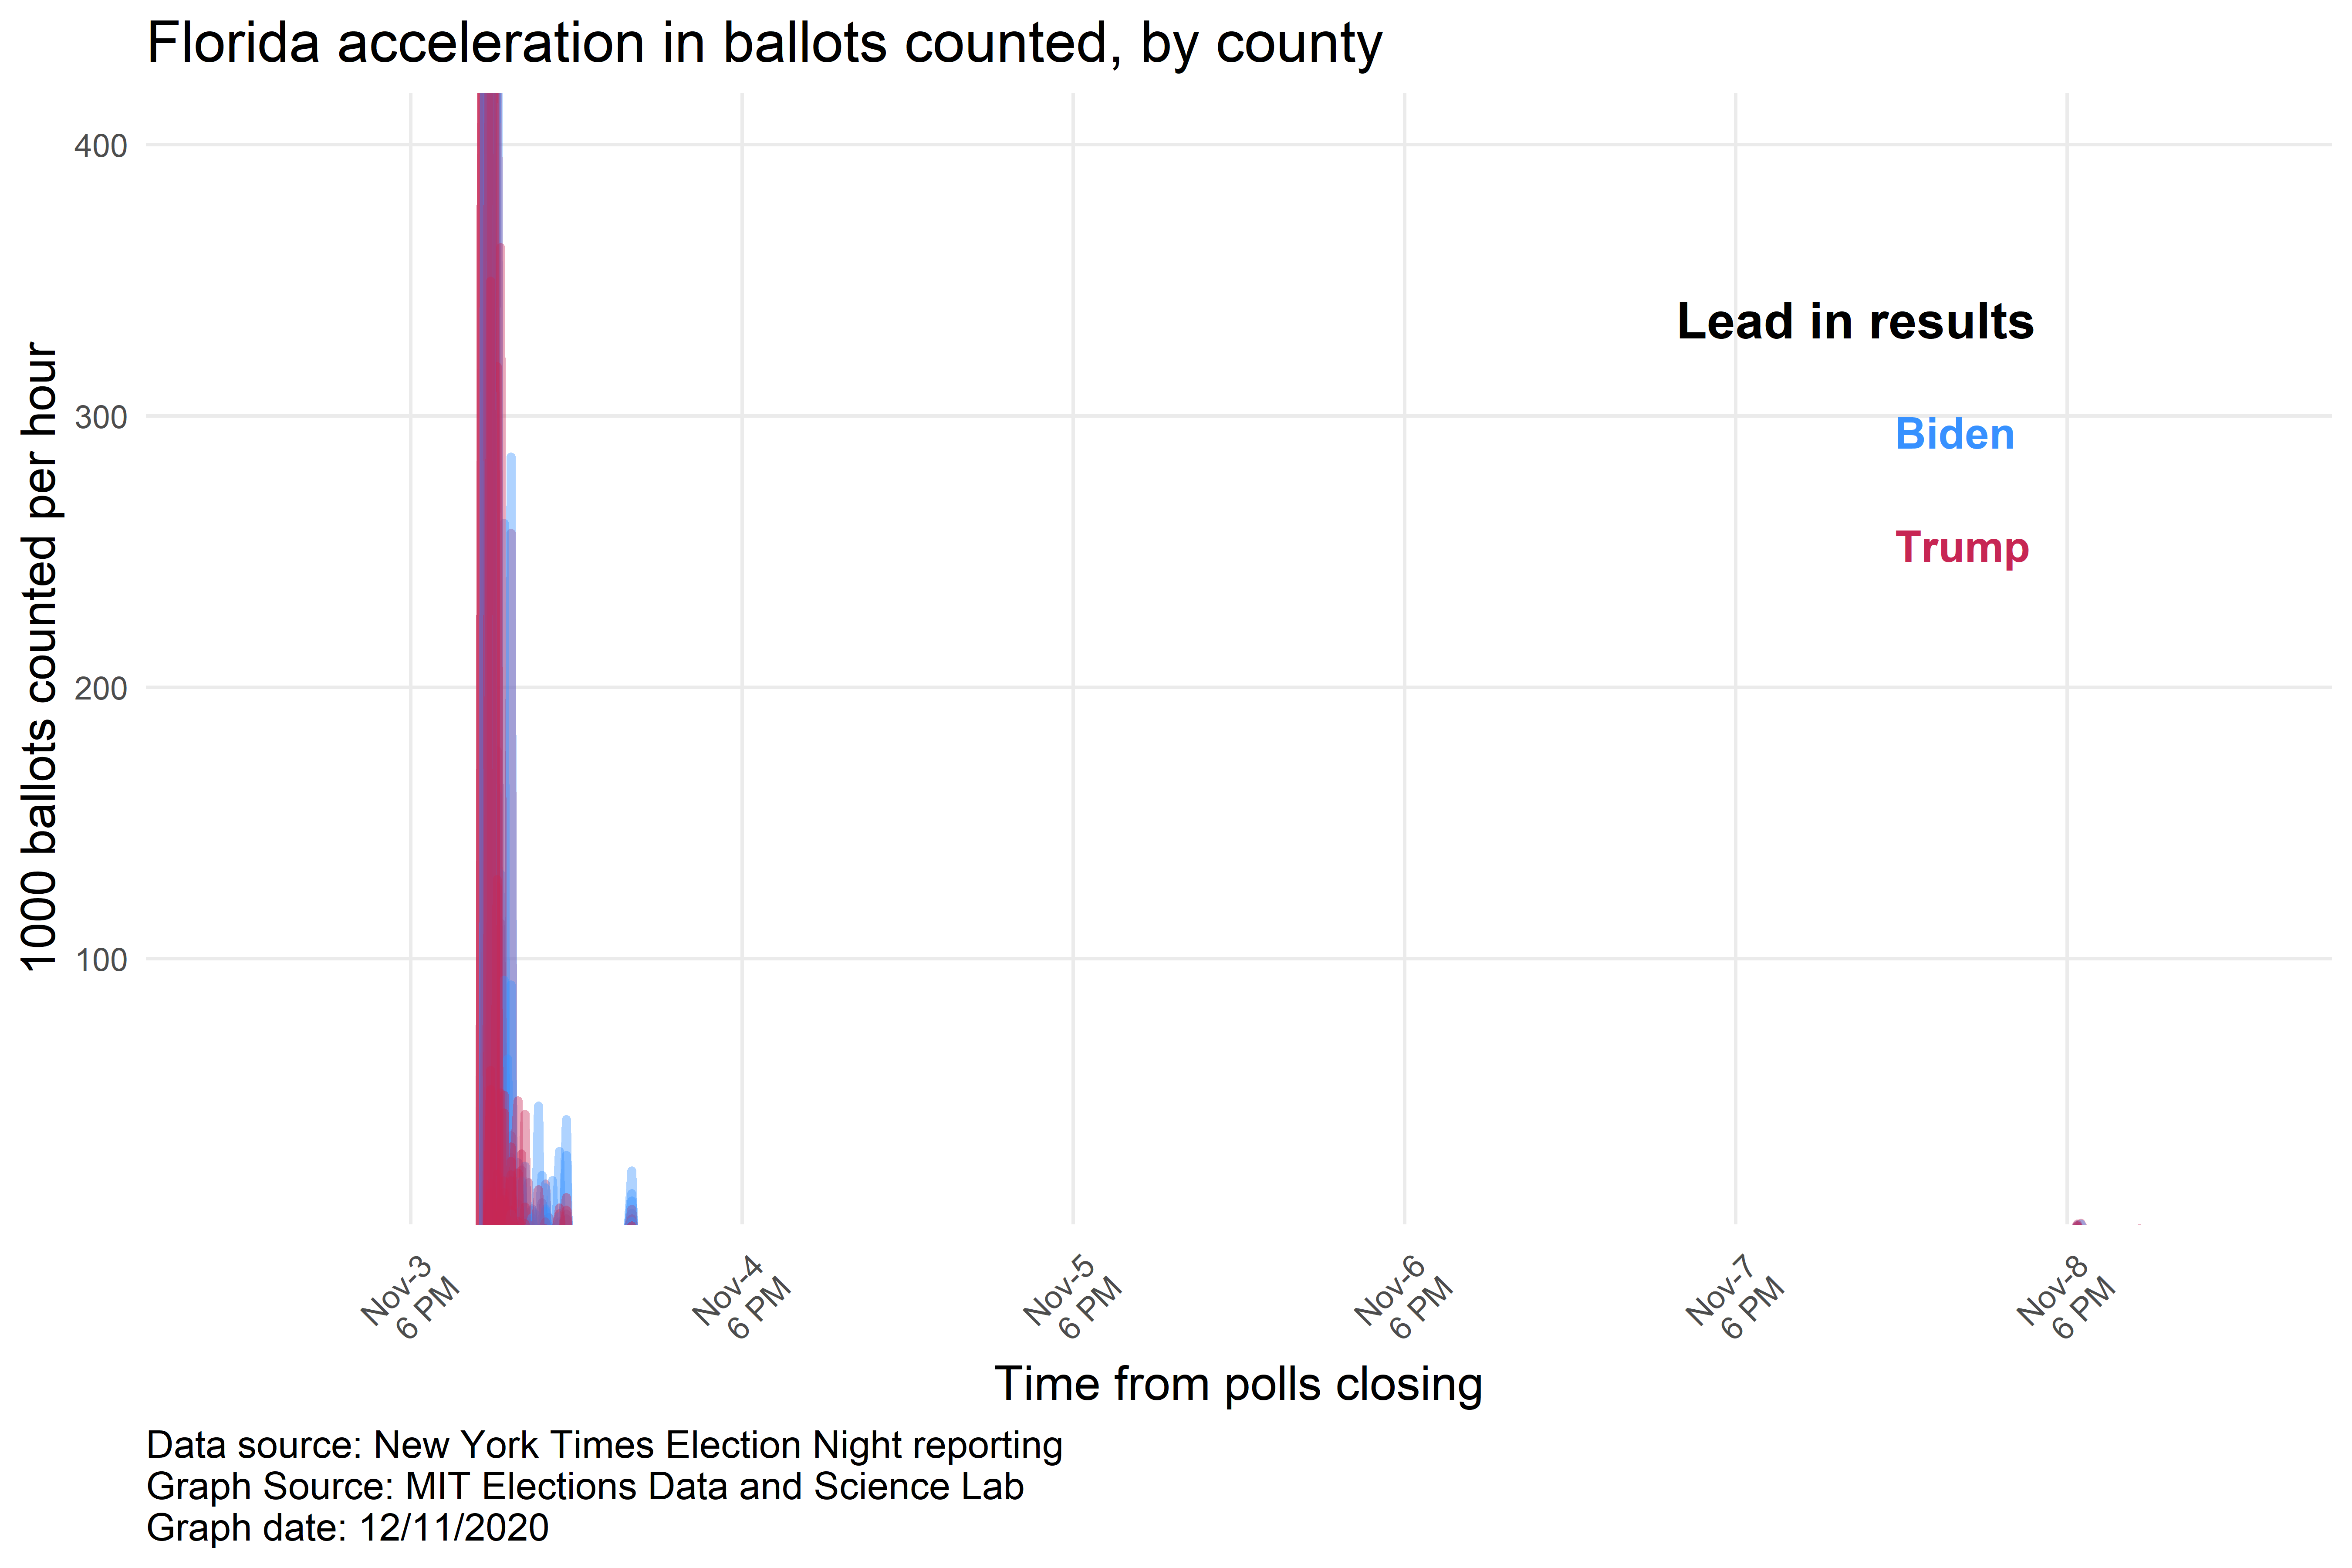 Florida acceleration in ballots counted, by county
1000 ballots counted per hour
400
300
200
100
Lead in results
Biden
Trump
Nov-3
6 PM
Nov-4
6 PM
Nov-5
6 PM
Nov-6
6 PM
Nov-7
6 PM
Nov-8
6 PM
Time from polls closing
Data source: New York Times Election Night reporting
Graph Source: MIT Elections Data and Science Lab
Graph date: 12/11/2020